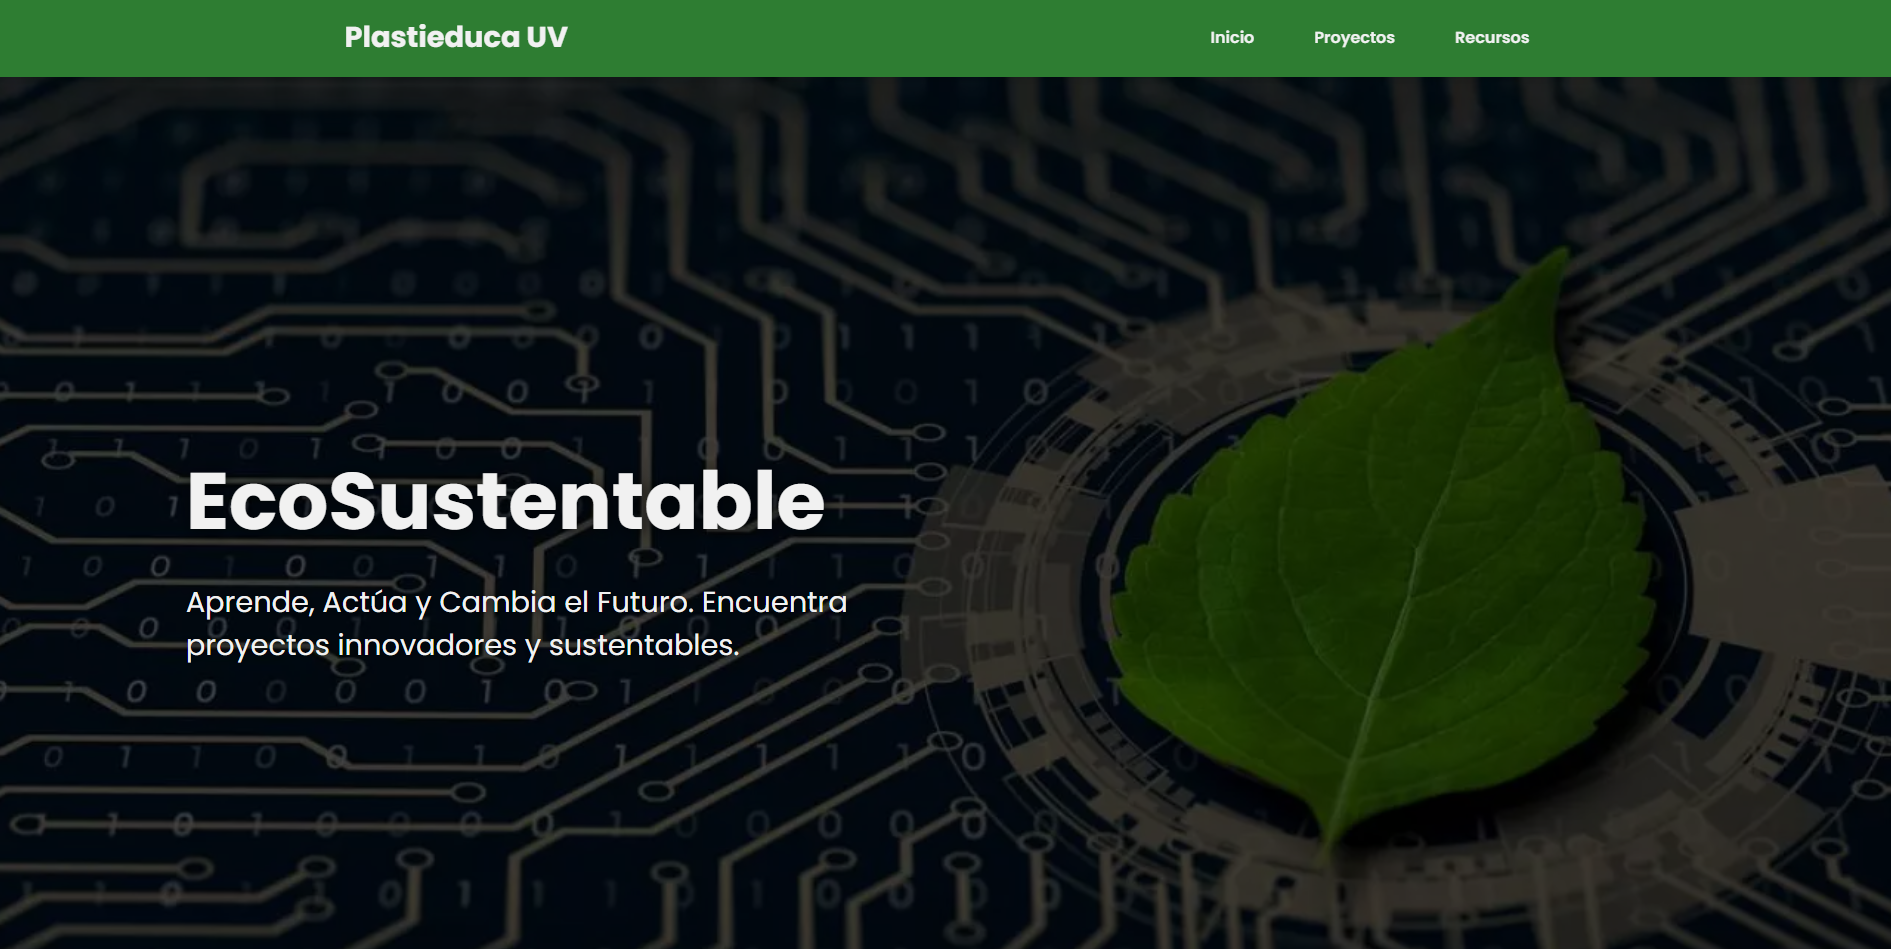 Plastieduca UV
Inicio
Proyectos
Recursos
EcoSustentable
Aprende, Actúa y Cambia el Futuro. Encuentra
proyectos innovadores y sustentables.